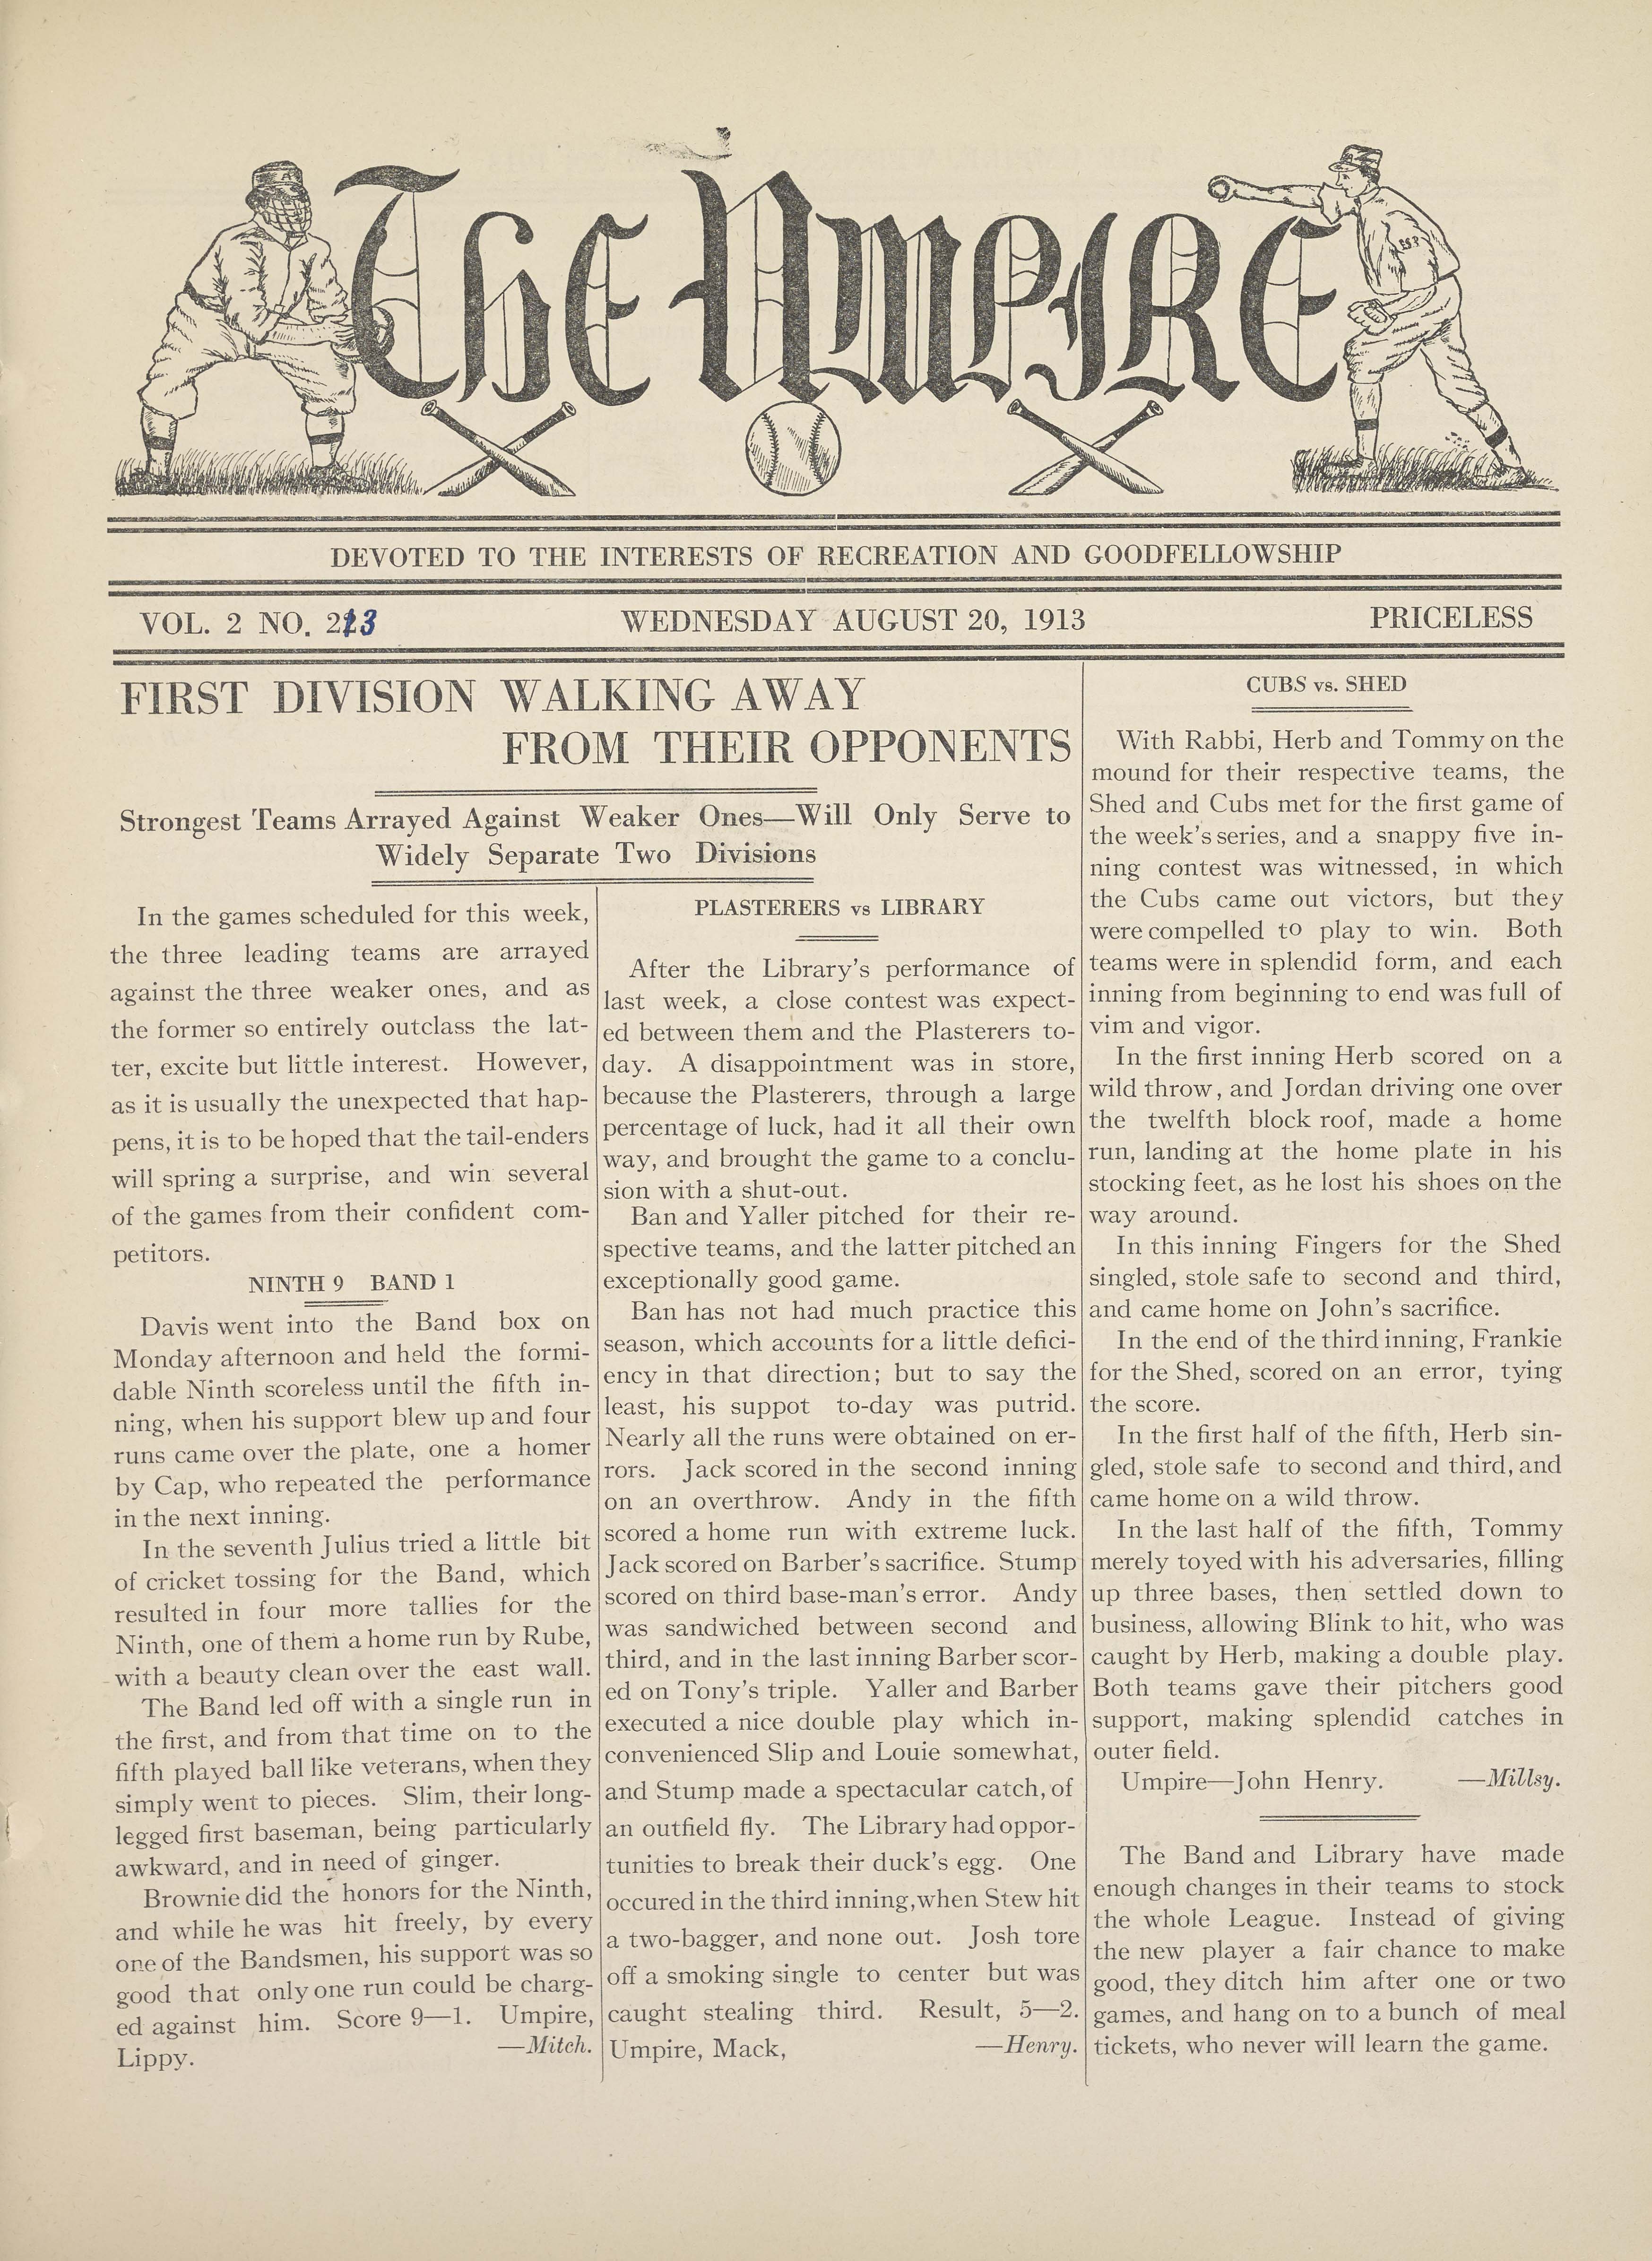 The Umpire
DEVOTED TO THE INTERESTS OF RECREATION AND GOODFELLOWSHIP
VOL. 2 NO. 223 WEDNESDAY AUGUST 20, 1913 PRICELESS
FIRST DIVISION WALKING AWAY
FROM THEIR OPPONENTS
Strongest Teams Arrayed Against Weaker Ones—Will Only Serve to
Widely Separate Two Divisions
In the games scheduled for this week,
the three leading teams are arrayed
against the three weaker ones, and as
the former so entirely outclass the lat-
ter, excite but little interest. However,
as it is usually the unexpected that hap-
pens, it is to be hoped that the tail-enders
will spring a surprise, and win several
of the games from their confident com-
petitors.
NINTH 9 BAND 1
Davis went into the Band box on
Monday afternoon and held the formi-
dable Ninth scoreless until the fifth in-
ning, when his support blew up and four
runs came over the plate, one a homer
by Cap, who repeated the performance
in the next inning.
In the seventh Julius tried a little bit
of cricket tossing for the Band, which
resulted in four more tallies for the
Ninth, one of them a home run by Rube,
with a beauty clean over the east wall.
The Band led off with a single run in
the first, and from that time on to the
fifth played ball like veterans, when they
simply went to pieces. Slim, their long-
legged first baseman, being particularly
awkward, and in need of ginger.
Brownie did the honors for the Ninth,
and while he was hit freely, by every
one of the Bandsmen, his support was so
good that only one run could be charg-
ed against him. Score 9—1. Umpire,
Lippy. —Mitch.
PLASTERERS vs LIBRARY
After the Library's performance of
last week, a close contest was expect-
ed between them and the Plasterers to-
day. A disappointment was in store,
because the Plasterers, through a large
percentage of luck, had it all their own
way, and brought the game to a conclu-
sion with a shut-out.
Ban and Yaller pitched for their re-
spective teams, and the latter pitched an
exceptionally good game.
Ban has not had much practice this
season, which accounts for a little defici-
ency in that direction; but to say the
least, his suppot to-day was putrid.
Nearly all the runs were obtained on er-
rors. Jack scored in the second inning
on an overthrow. Andy in the fifth
scored a home run with extreme luck.
Jack scored on Barber's sacrifice. Stump
scored on third base-man's error. Andy
was sandwiched between second and
third, and in the last inning Barber scor-
ed on Tony's triple. Yaller and Barber
executed a nice double play which in-
convenienced Slip and Louie somewhat,
and Stump made a spectacular catch, of
an outfield fly. The Library had oppor-
tunities to break their duck's egg. One
occured in the third inning, when Stew hit
a two-bagger, and none out. Josh tore
off a smoking single to center but was
caught stealing third. Result, 5—2.
Umpire, Mack, —Henry.
CUBS vs. SHED
With Rabbi, Herb and Tommy on the
mound for their respective teams, the
Shed and Cubs met for the first game of
the week's series, and a snappy five in-
ning contest was witnessed, in which
the Cubs came out victors, but they
were compelled to play to win. Both
teams were in splendid form, and each
inning from beginning to end was full of
vim and vigor.
In the first inning Herb scored on a
wild throw, and Jordan driving one over
the twelfth block roof, made a home
run, landing at the home plate in his
stocking feet, as he lost his shoes on the
way around.
In this inning Fingers for the Shed
singled, stole safe to second and third,
and came home on John's sacrifice.
In the end of the third inning, Frankie
for the Shed, scored on an error, tying
the score.
In the first half of the fifth, Herb sin-
gled, stole safe to second and third, and
came home on a wild throw.
In the last half of the fifth, Tommy
merely toyed with his adversaries, filling
up three bases, then settled down to
business, allowing Blink to hit, who was
caught by Herb, making a double play.
Both teams gave their pitchers good
support, making splendid catches in
outer field.
Umpire—John Henry. —Millsy.
The Band and Library have made
enough changes in their teams to stock
the whole League. Instead of giving
the new player a fair chance to make
good, they ditch him after one or two
games, and hang on to a bunch of meal
tickets, who never will learn the game.